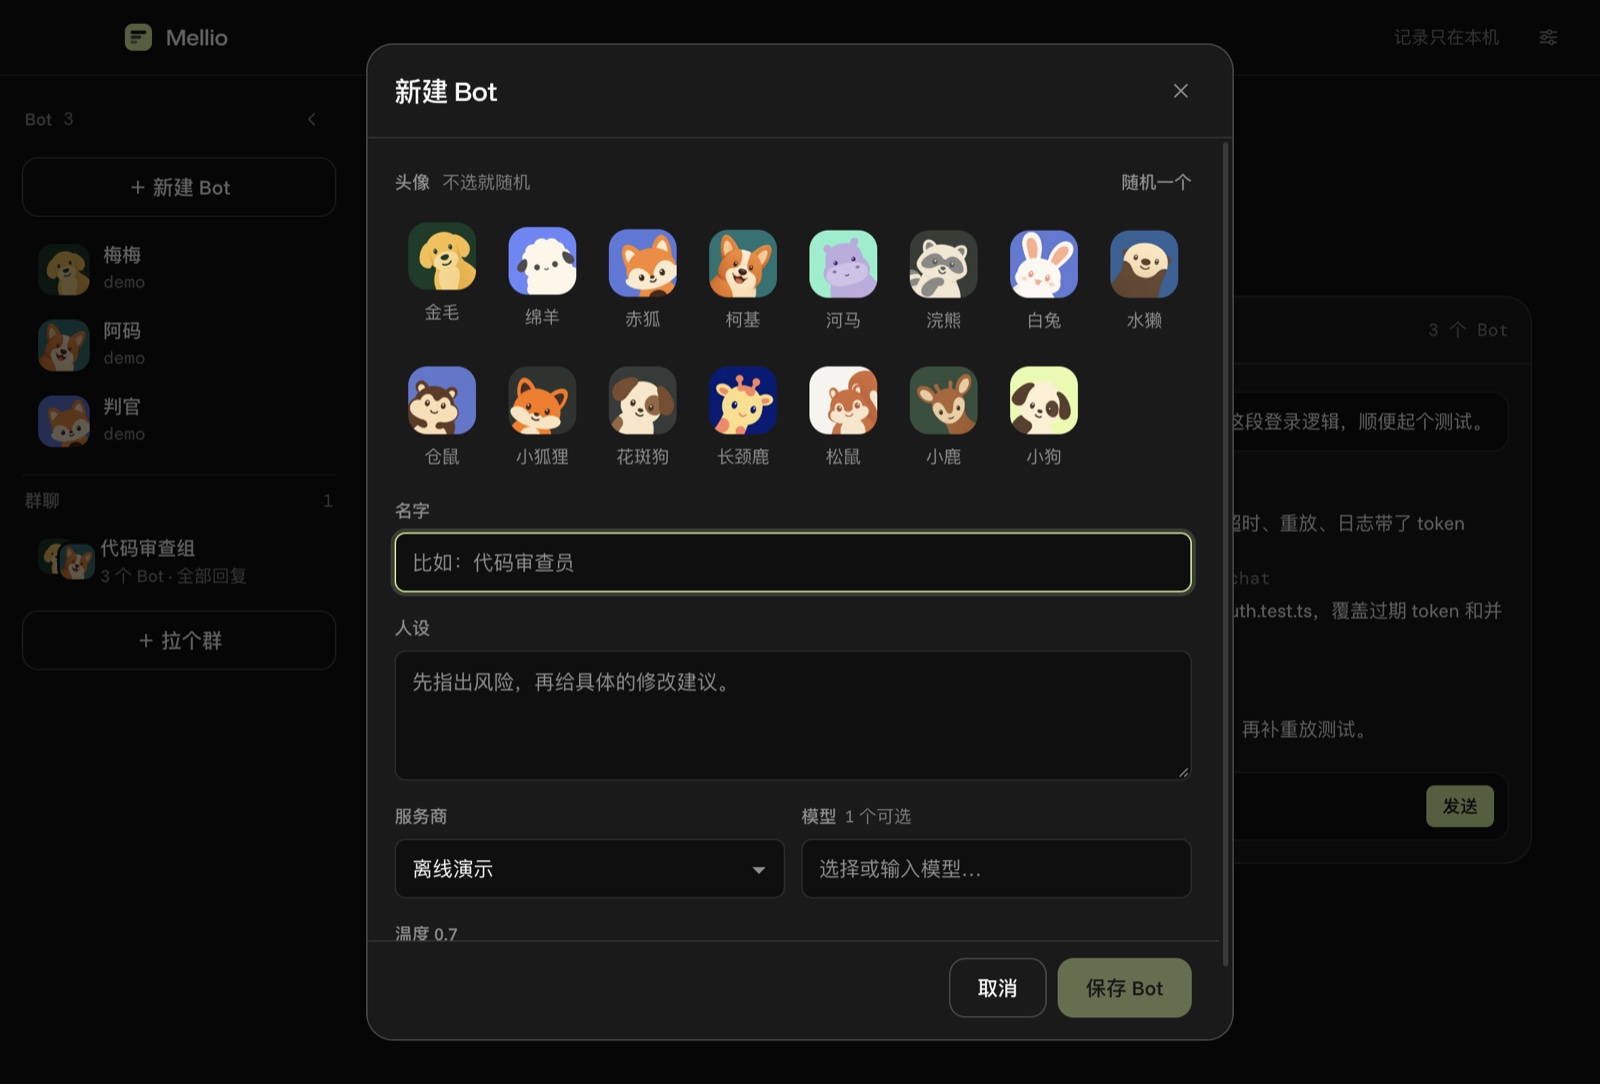 Mellio
记录只在本机
Bot 3
+ 新建 Bot
梅梅
demo
阿码
demo
判官
demo
群聊 1
代码审查组
3 个 Bot · 全部回复
+ 拉个群
新建 Bot
头像 不选就随机
随机一个
金毛 绵羊 赤狐 柯基 河马 浣熊 白兔 水獭
仓鼠 小狐狸 花斑狗 长颈鹿 松鼠 小鹿 小狗
名字
比如：代码审查员
人设
先指出风险，再给具体的修改建议。
服务商
离线演示
模型 1 个可选
选择或输入模型...
温度 0.7
取消
保存 Bot
3 个 Bot
这段登录逻辑，顺便起个测试。
时、重放、日志带了 token
chat
uth.test.ts，覆盖过期 token 和并
再补重放测试。
发送